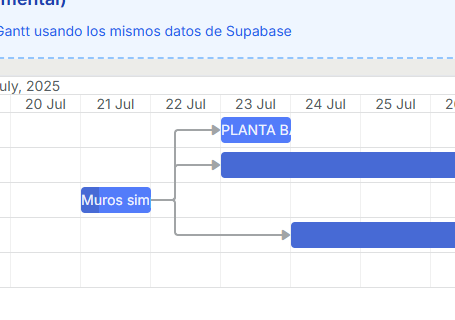 mental)
Gantt usando los mismos datos de Supabase
uly, 2025
20 Jul 21 Jul 22 Jul 23 Jul 24 Jul 25 Jul 2
PLANTA BA
Muros sim